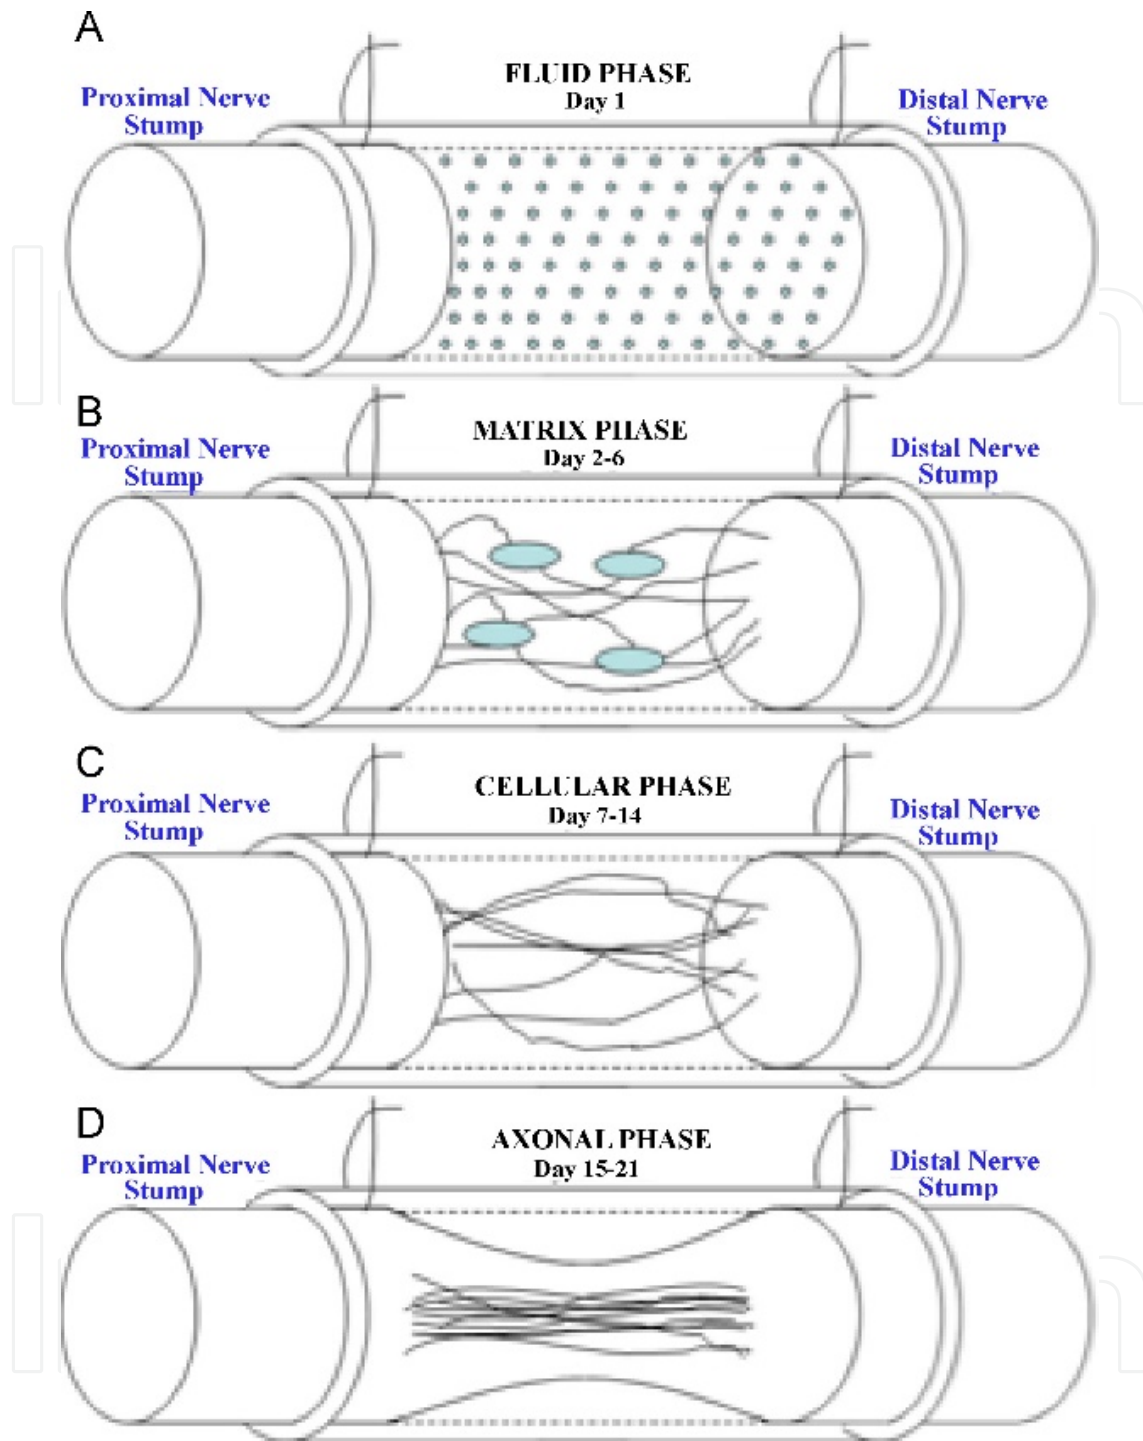 A
FLUID PHASE
Day 1
Proximal Nerve
Stump
Distal Nerve
Stump
B
MATRIX PHASE
Day 2-6
Proximal Nerve
Stump
Distal Nerve
Stump
C
CELLULAR PHASE
Day 7-14
Proximal Nerve
Stump
Distal Nerve
Stump
D
AXONAL PHASE
Day 15-21
Proximal Nerve
Stump
Distal Nerve
Stump